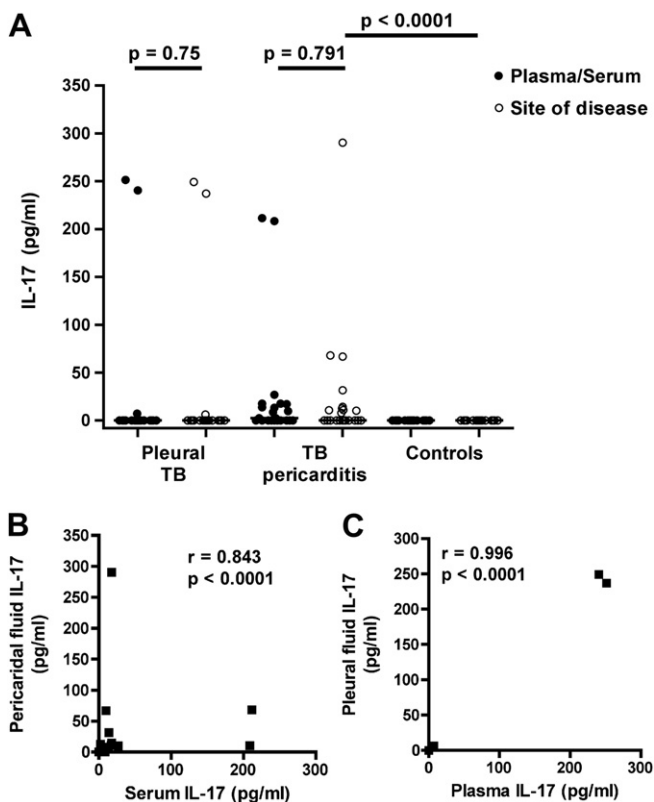 A
p < 0.0001
p = 0.75
p = 0.791
Plasma/Serum
Site of disease
350
300
250
200
150
100
50
0
IL-17 (pg/ml)
Pleural
TB
TB
pericarditis
Controls
B
350
300
250
200
150
100
50
0
Pericaridal fluid IL-17
(pg/ml)
r = 0.843
p < 0.0001
0
100
200
300
Serum IL-17 (pg/ml)
C
350
300
250
200
150
100
50
0
Pleural fluid IL-17
(pg/ml)
r = 0.996
p < 0.0001
0
100
200
300
Plasma IL-17 (pg/ml)